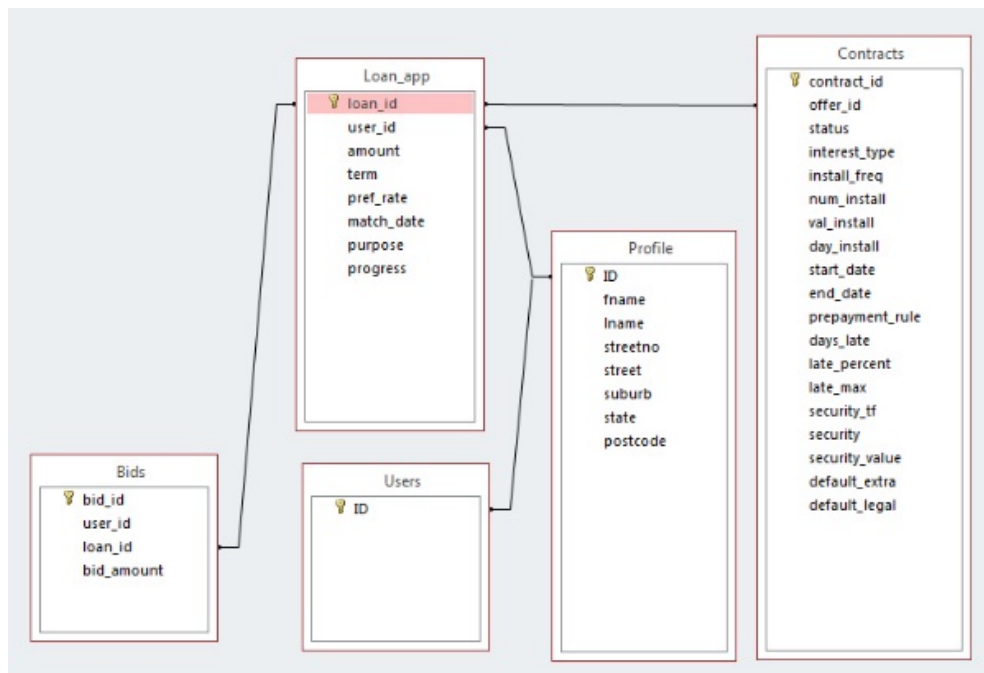 Loan_app
loan_id
user_id
amount
term
pref_rate
match_date
purpose
progress
Contracts
contract_id
offer_id
status
interest_type
install_freq
num_install
val_install
day_install
start_date
end_date
prepayment_rule
days_late
late_percent
late_max
security_tf
security
security_value
default_extra
default_legal
Profile
ID
fname
lname
streetno
street
suburb
state
postcode
Bids
bid_id
user_id
loan_id
bid_amount
Users
ID